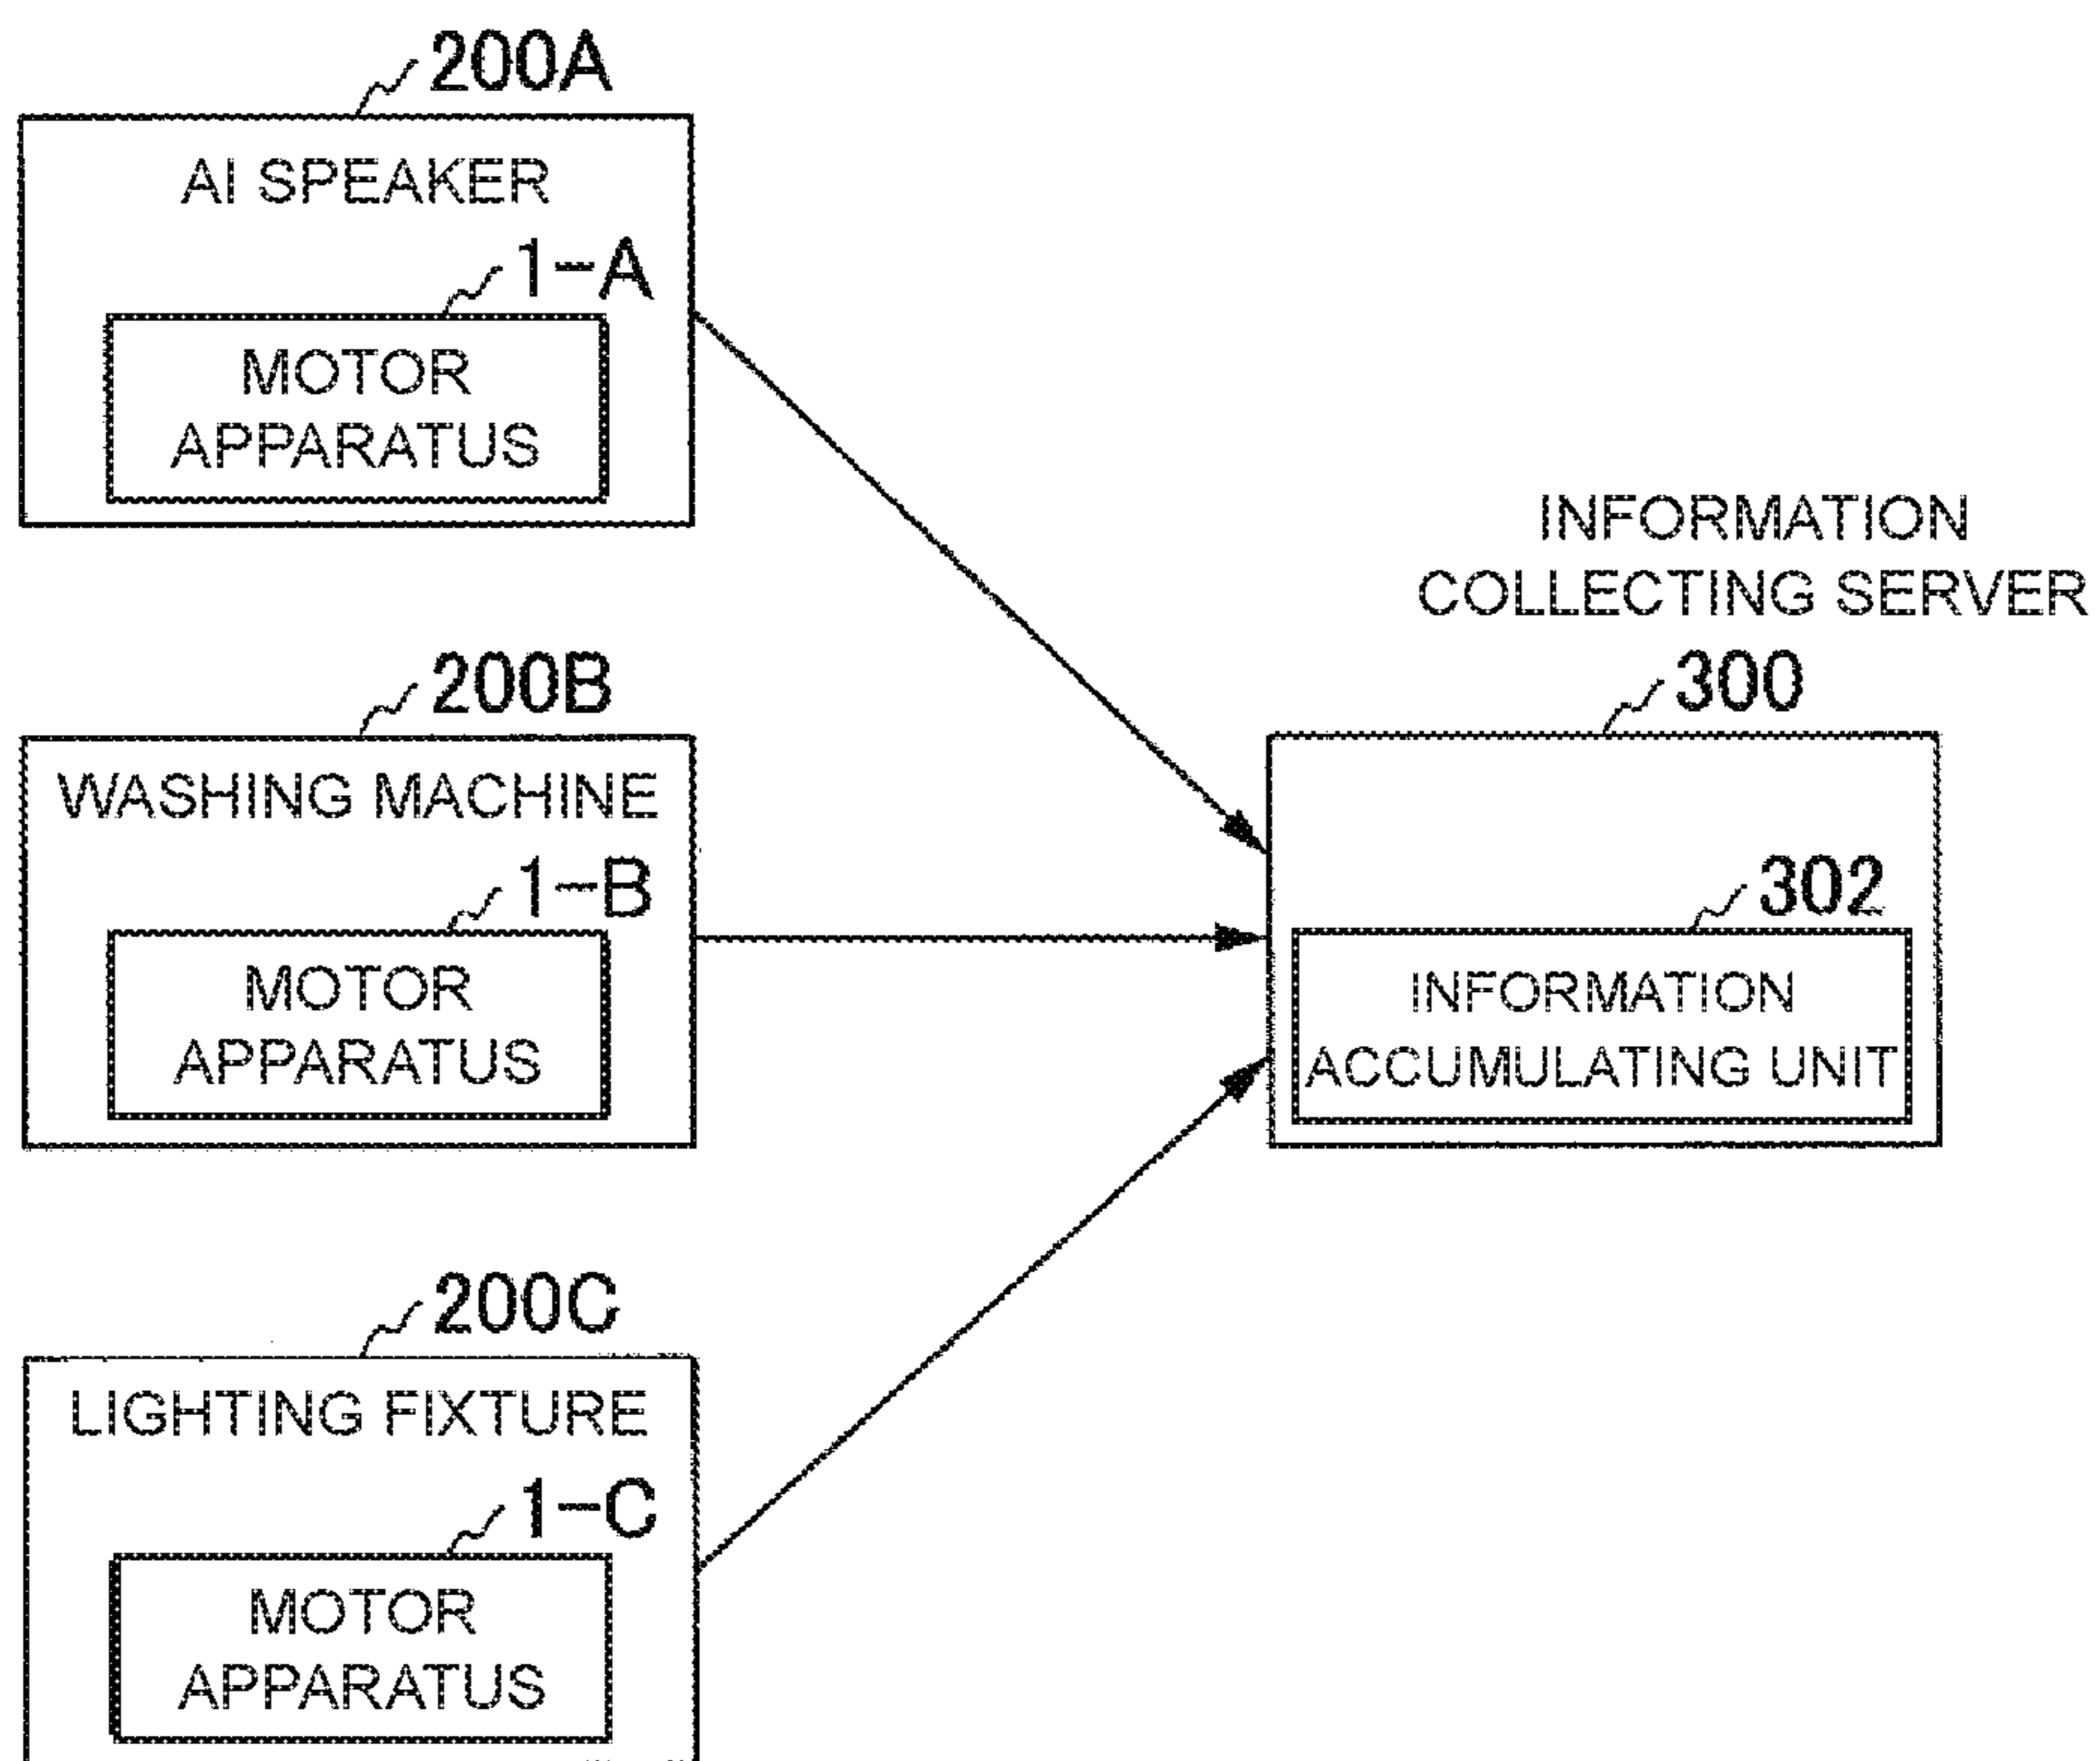 200A
AI SPEAKER
1-A
MOTOR
APPARATUS
INFORMATION
COLLECTING SERVER
300
200B
WASHING MACHINE
1-B
MOTOR
APPARATUS
302
INFORMATION
ACCUMULATING UNIT
200C
LIGHTING FIXTURE
1-C
MOTOR
APPARATUS